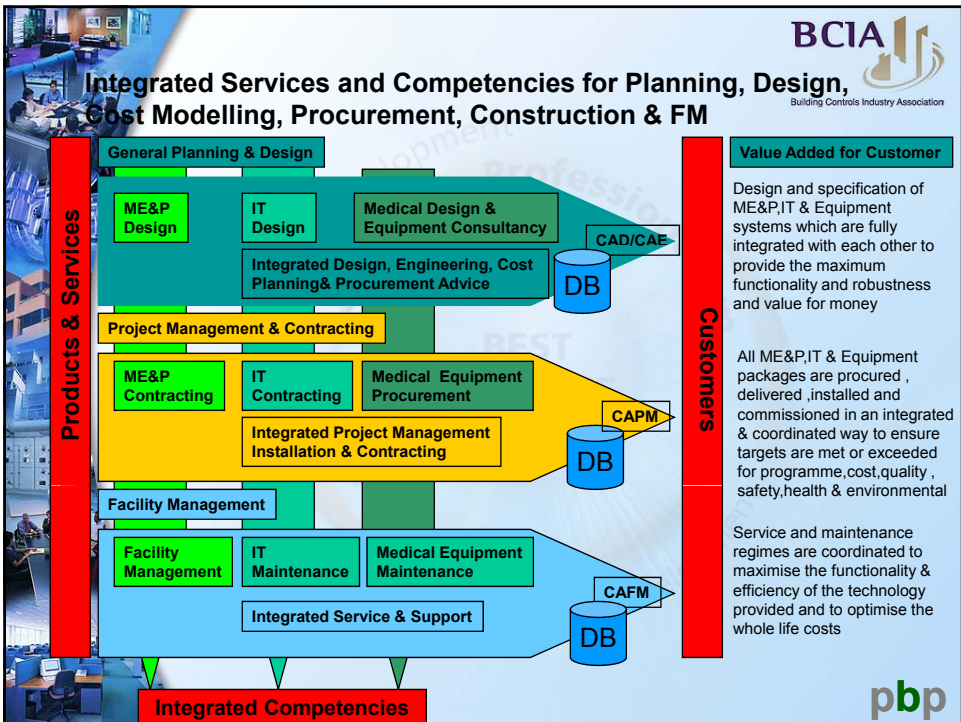 BCIA
Building Controls Industry Association
Integrated Services and Competencies for Planning, Design,
Cost Modelling, Procurement, Construction & FM
Products & Services
General Planning & Design
ME&P
Design
IT
Design
Medical Design &
Equipment Consultancy
Integrated Design, Engineering, Cost
Planning& Procurement Advice
CAD/CAE
DB
Project Management & Contracting
ME&P
Contracting
IT
Contracting
Medical Equipment
Procurement
Integrated Project Management
Installation & Contracting
CAPM
DB
Facility Management
Facility
Management
IT
Maintenance
Medical Equipment
Maintenance
Integrated Service & Support
CAFM
DB
Integrated Competencies
Customers
Value Added for Customer
Design and specification of
ME&P,IT & Equipment
systems which are fully
integrated with each other to
provide the maximum
functionality and robustness
and value for money
All ME&P,IT & Equipment
packages are procured ,
delivered ,installed and
commissioned in an integrated
& coordinated way to ensure
targets are met or exceeded
for programme,cost,quality ,
safety,health & environmental
Service and maintenance
regimes are coordinated to
maximise the functionality &
efficiency of the technology
provided and to optimise the
whole life costs
BEST
pbp